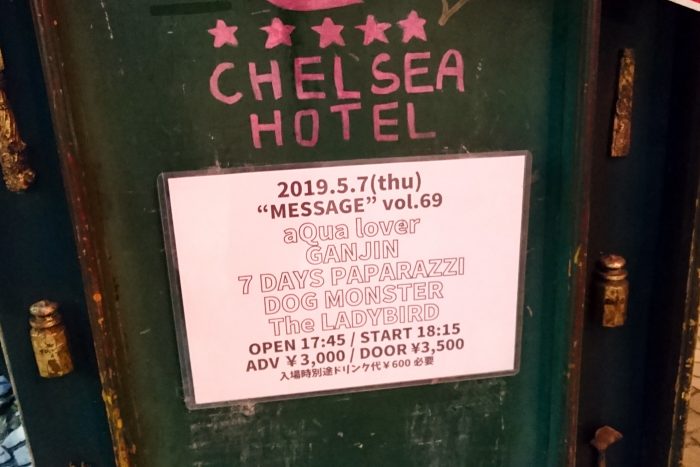 CHELSEA
HOTEL
2019.5.7(thu)
“MESSAGE” vol.69
aQua lover
GANJIN
7 DAYS PAPARAZZI
DOG MONSTER
The LADYBIRD
OPEN 17:45 / START 18:15
ADV ¥3,000 / DOOR ¥3,500
入場時別途ドリンク代¥600 必要